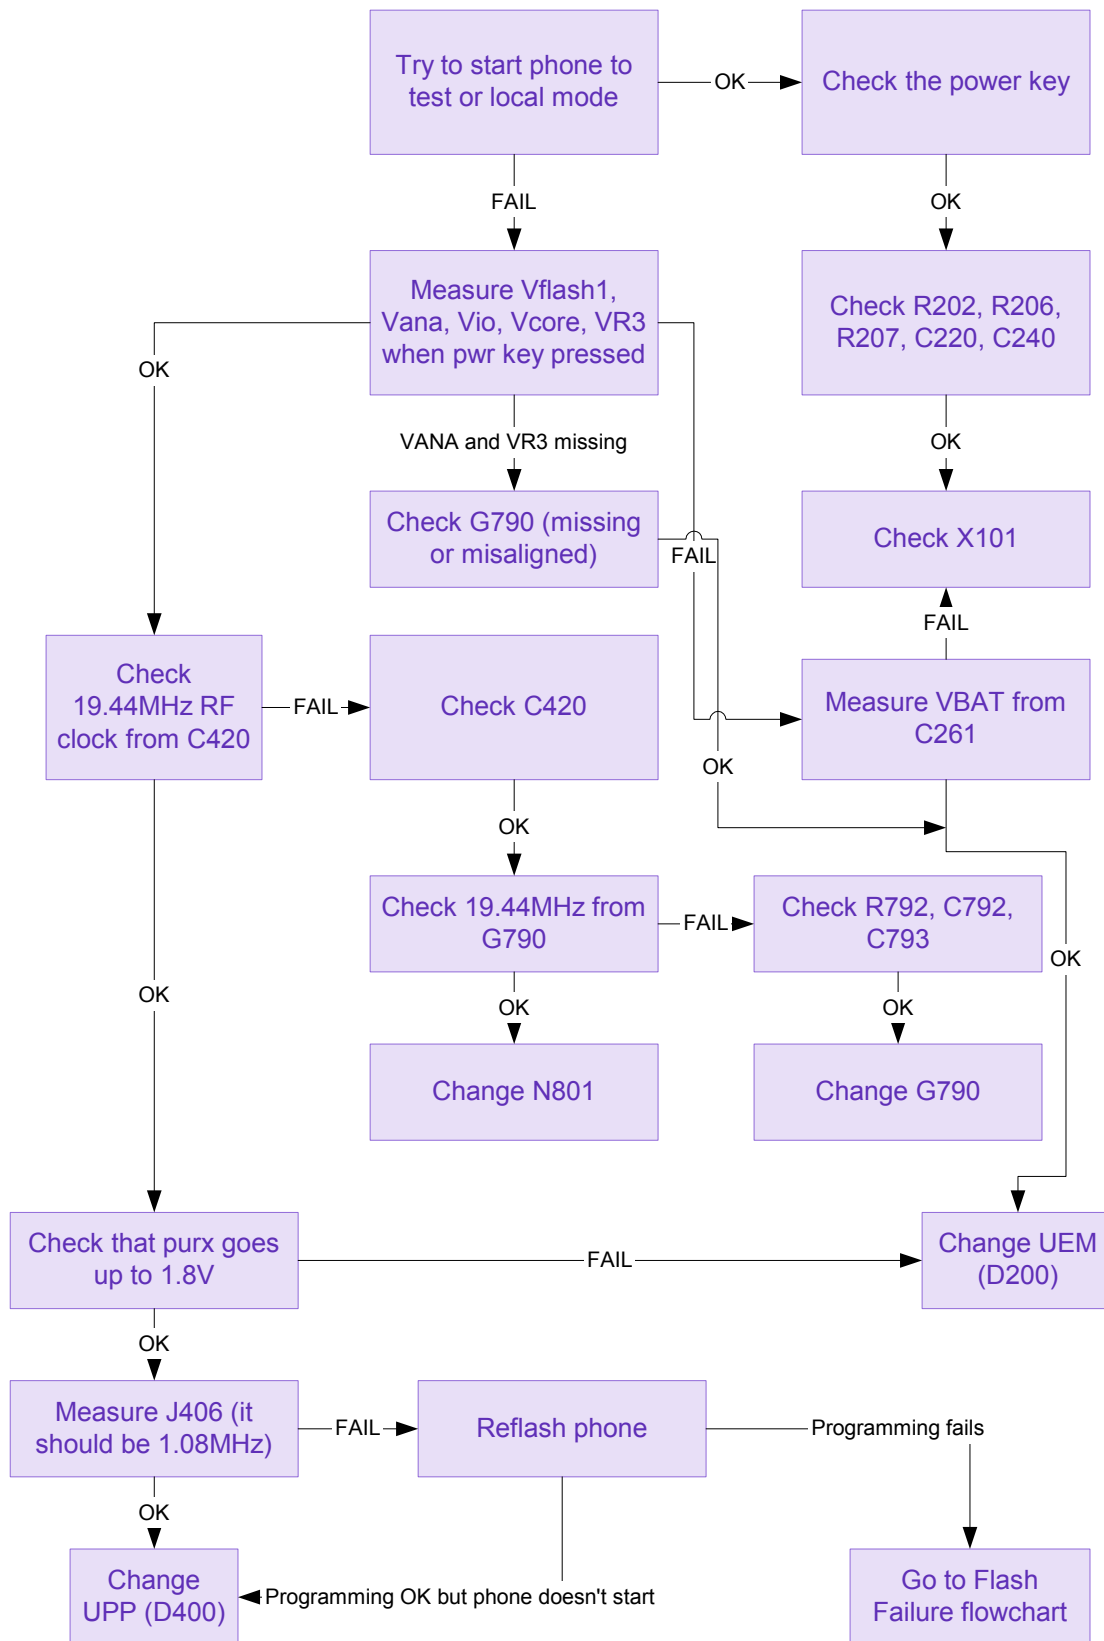 Try to start phone to
test or local mode
OK
Check the power key
FAIL
OK
Measure Vflash1,
Vana, Vio, Vcore, VR3
when pwr key pressed
Check R202, R206,
R207, C220, C240
OK
VANA and VR3 missing
OK
Check G790 (missing
or misaligned)
FAIL
Check X101
FAIL
Check
19.44MHz RF
clock from C420
FAIL
Check C420
Measure VBAT from
C261
OK
OK
Check 19.44MHz from
G790
FAIL
Check R792, C792,
C793
OK
OK
OK
OK
Change N801
Change G790
Check that purx goes
up to 1.8V
FAIL
Change UEM
(D200)
OK
Measure J406 (it
should be 1.08MHz)
FAIL
Reflash phone
Programming fails
OK
Change
UPP (D400)
Programming OK but phone doesn't start
Go to Flash
Failure flowchart